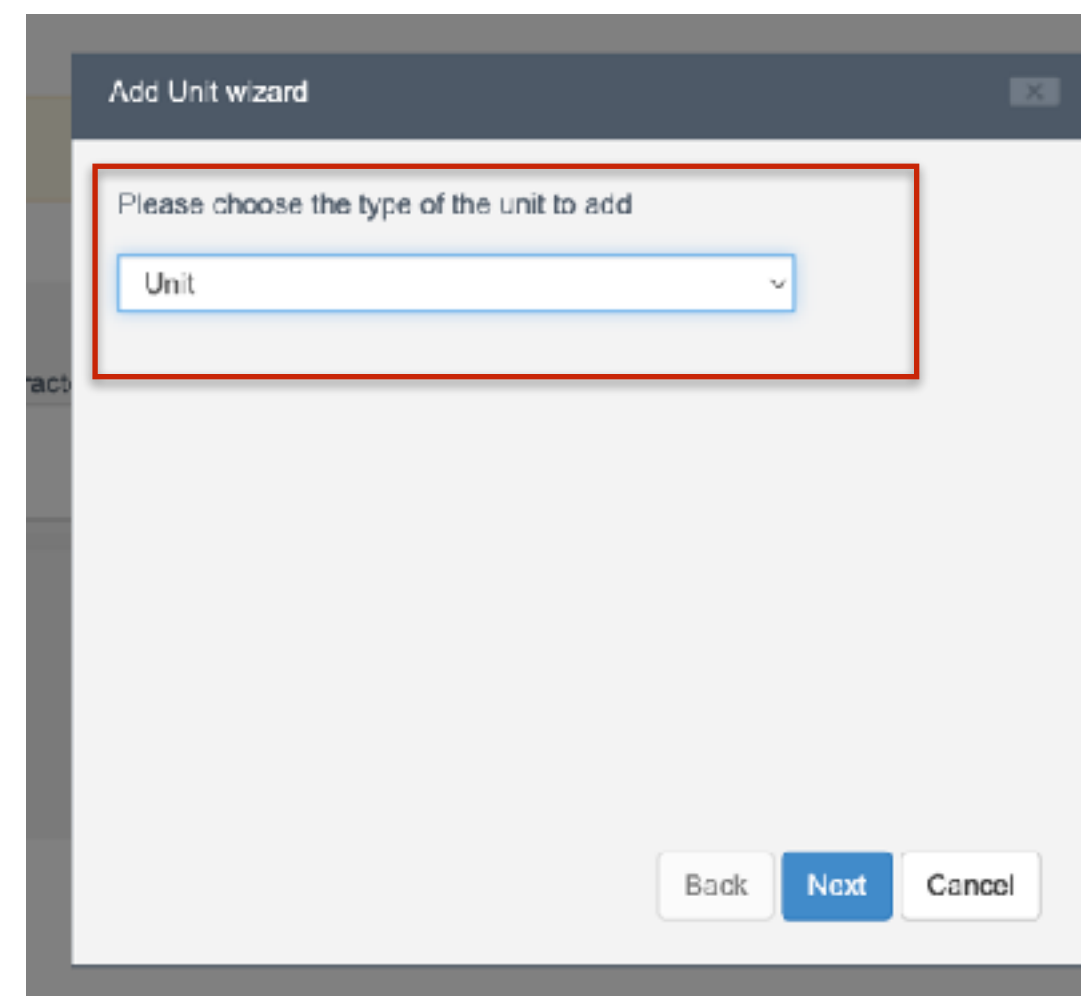 Add Unit wizard
Please choose the type of the unit to add
Unit
Back Next Cancel